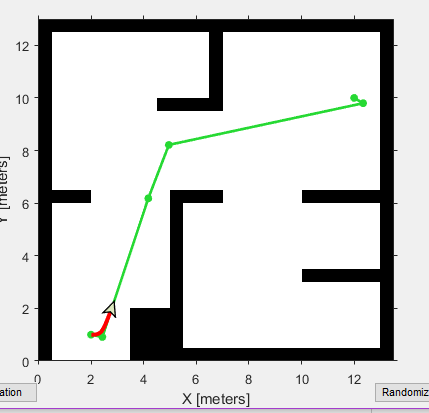 12
10
8
6
4
2
0
Y [meters]
0 2 4 6 8 10 12
X [meters]
ation
Randomiz